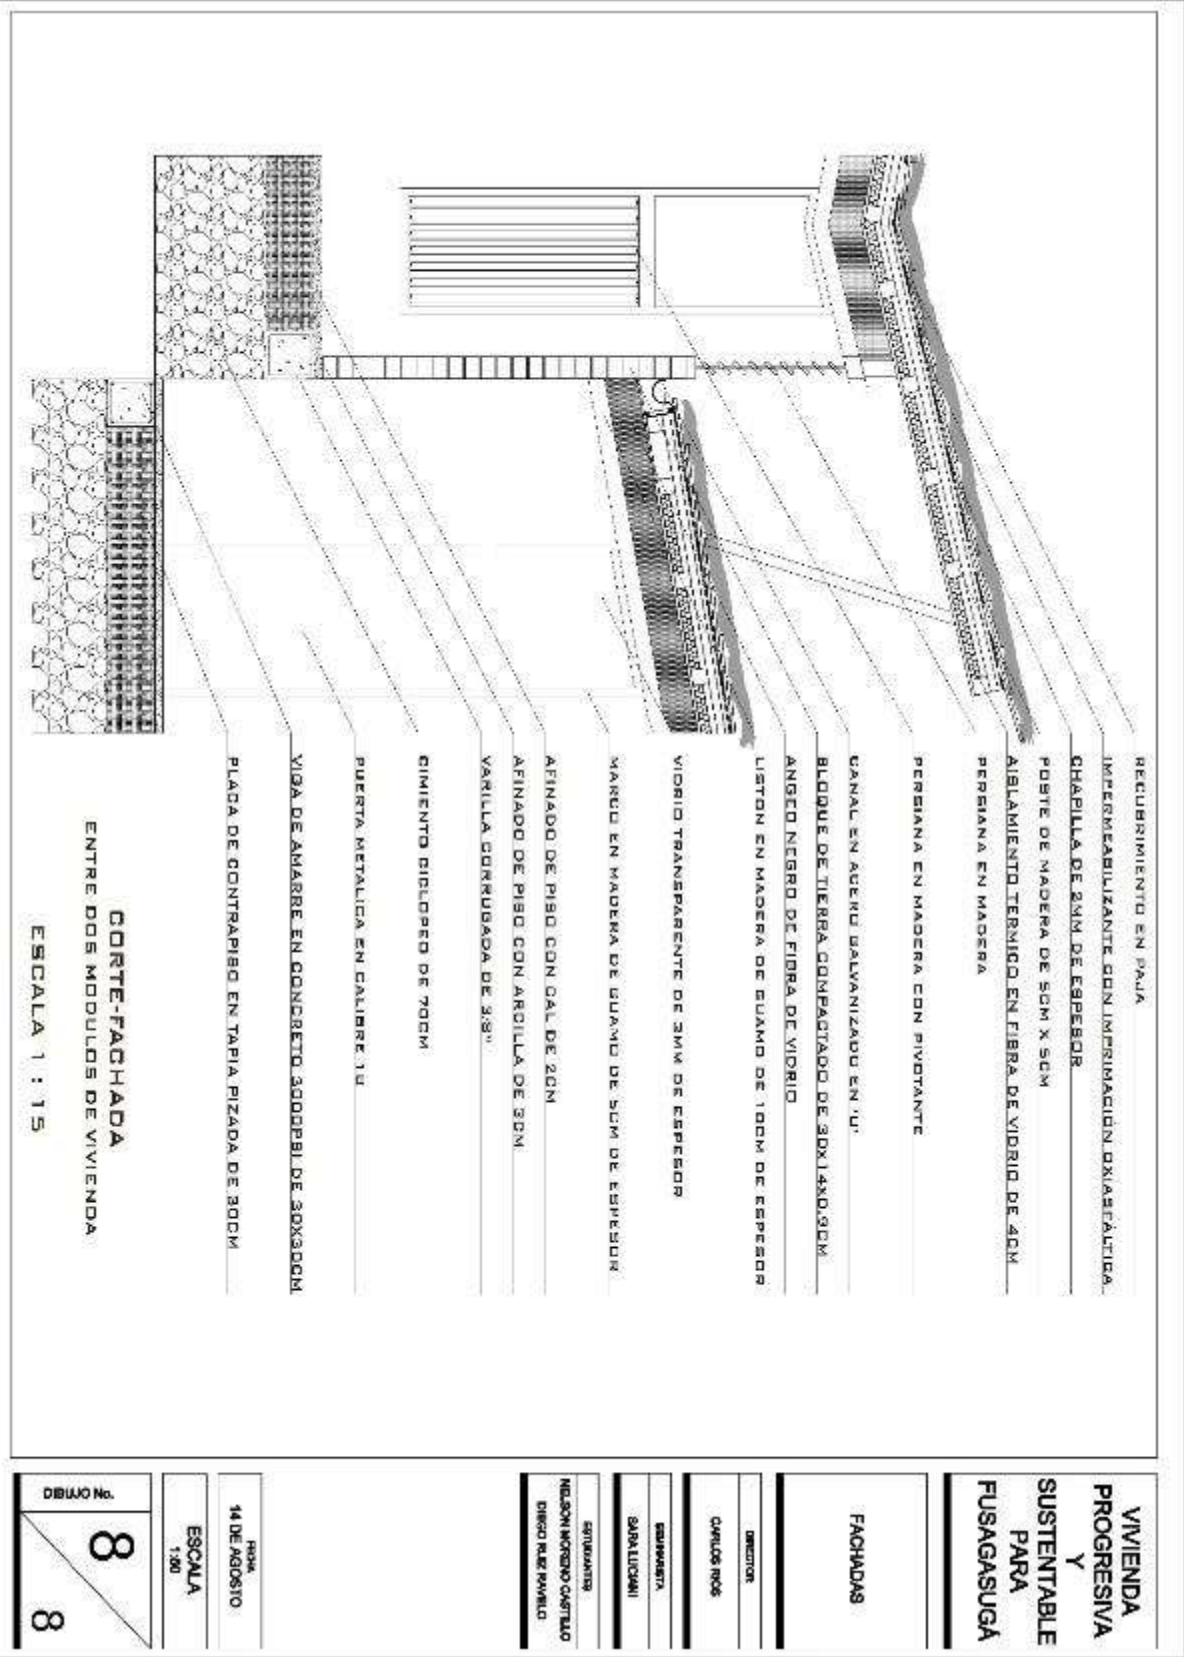 RECUBRIMIENTO EN PAJA
IMPERMEABILIZANTE CON IMPRIMACIÓN OXIASFÁLTICA
CHAPILLA DE 2MM DE ESPESOR
POSTE DE MADERA DE 5CM X 5CM
AISLAMIENTO TERMICO EN FIBRA DE VIDRIO DE 4CM
PERSIANA EN MADERA
PERSIANA EN MADERA CON PIVOTANTE
CANAL EN ACERO GALVANIZADO EN 'U'
BLOQUE DE TIERRA COMPACTADO DE 30X14X0.9CM
ANGEO NEGRO DE FIBRA DE VIDRIO
LISTON EN MADERA DE GUAMO DE 10CM DE ESPESOR
VIDRIO TRANSPARENTE DE 3MM DE ESPESOR
MARCO EN MADERA DE GUAMO DE 5CM DE ESPESOR
AFINADO DE PISO CON CAL DE 2CM
AFINADO DE PISO CON ARCILLA DE 3CM
VARILLA CORRUGADA DE 3/8"
CIMIENTO CICLOPEO DE 70CM
PUERTA METALICA EN CALIBRE 10
VIGA DE AMARRE EN CONCRETO 3000PSI DE 30X30CM
PLACA DE CONTRAPISO EN TAPIA PIZADA DE 30CM
CORTE-FACHADA
ENTRE DOS MODULOS DE VIVIENDA
ESCALA 1 : 15
VIVIENDA
PROGRESIVA
Y
SUSTENTABLE
PARA
FUSAGASUGÁ
FACHADAS
DIRECTOR
CARLOS RIOS
SEMINARISTA
SARA LUCIANI
ESTUDIANTES
NELSON MORENO CASTILLO
DIEGO RUIZ RAVELO
FECHA
14 DE AGOSTO
ESCALA
1:50
DIBUJO No.
8
8